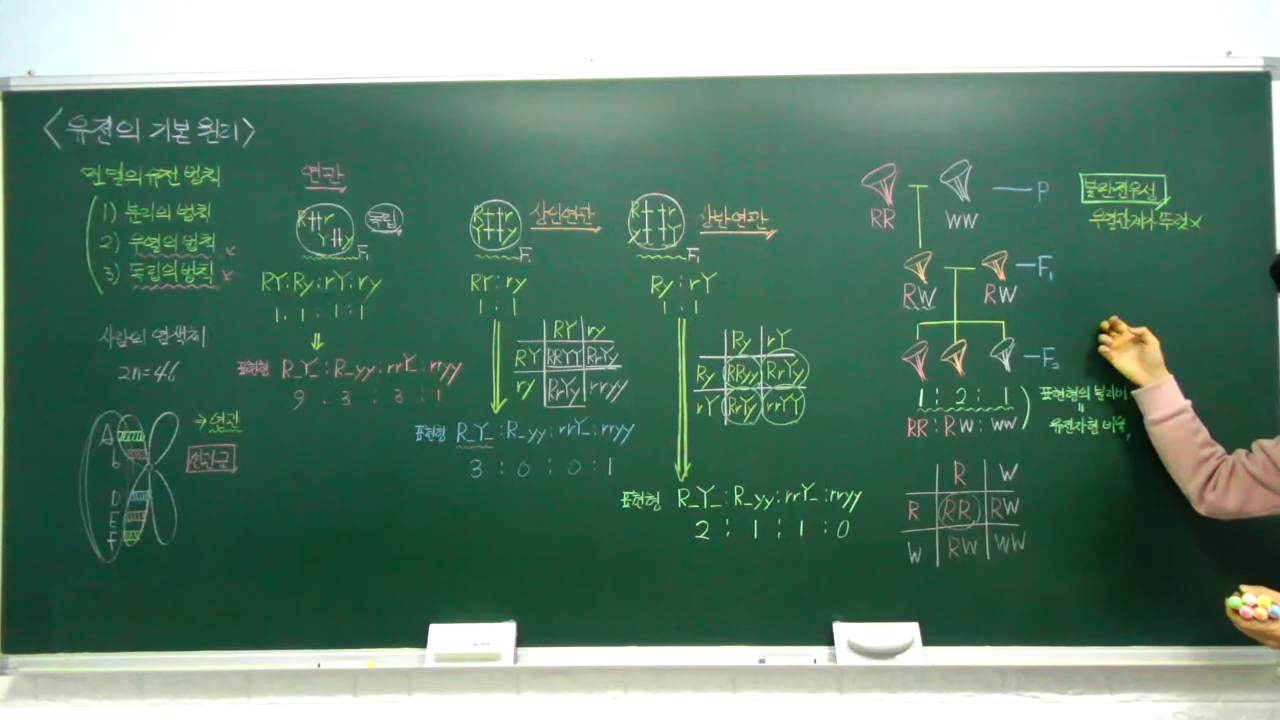 <유전의 기본 원리>
멘델의 유전 법칙
1) 분리의 법칙
2) 우열의 법칙
3) 독립의 법칙
사람의 염색체
2n=46
A
b
D
E
F
→연관
연관군
연관
R r
Y y
독립
F₁
RY:Ry:rY:ry
1 : 1 : 1 : 1
표현형 R_Y_:R_yy:rrY_:rryy
9 : 3 : 3 : 1
상인연관
R r
Y y
F₁
RY:ry
1 : 1
RY ry
RY RRYY RrYy
ry RrYy rryy
표현형 R_Y_:R_yy:rrY_:rryy
3 : 0 : 0 : 1
상반연관
R r
y Y
F₁
Ry:rY
1 : 1
Ry rY
Ry RRyy RrYy
rY RrYy rrYY
표현형 R_Y_:R_yy:rrY_:rryy
2 : 1 : 1 : 0
RR WW — P
RW RW — F₁
— F₂
1 : 2 : 1
RR : RW : WW
표현형의 분리비
=
유전자형 비율
R W
R RR RW
W RW WW
불완전우성
우열관계가 뚜렷×